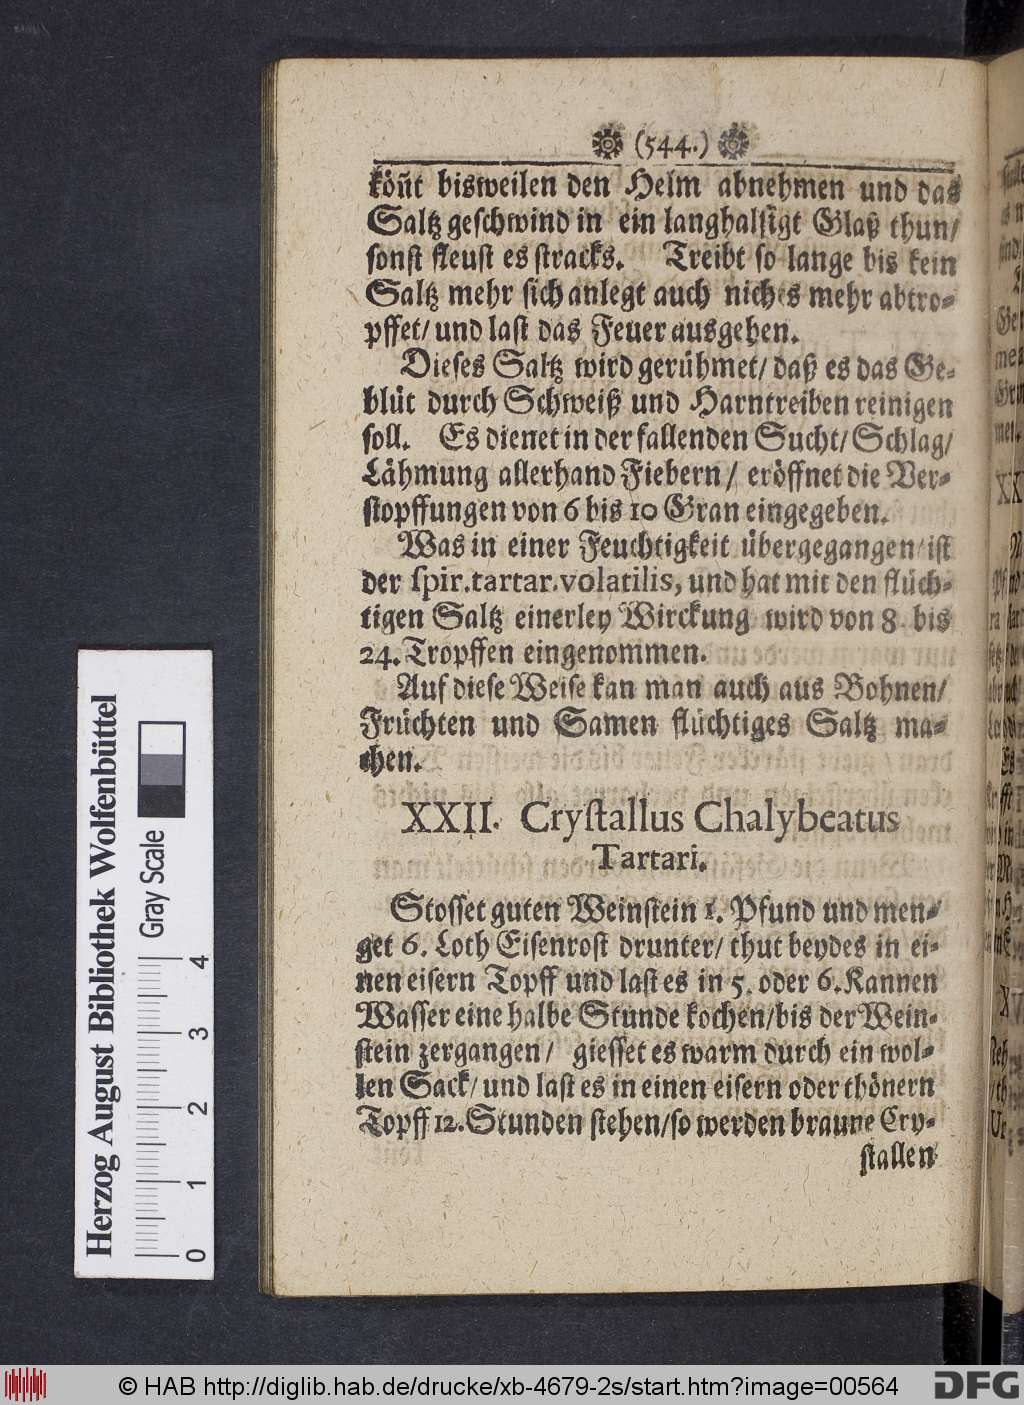 (544.)
köñt bisweilen den Helm abnehmen und das
Saltz geschwind in ein langhalsigt Glaß thun/
sonst fleust es stracks. Treibt so lange bis kein
Saltz mehr sich anlegt auch nichts mehr abtro-
pffet/ und last das Feuer ausgehen.
Dieses Saltz wird gerühmet/ daß es das Ge-
blüt durch Schweiß und Harntreiben reinigen
soll. Es dienet in der fallenden Sucht/ Schlag/
Lähmung allerhand Fiebern/ eröffnet die Ver-
stopffungen von 6 bis 10 Gran eingegeben.
Was in einer Feuchtigkeit übergegangen/ ist
der spir. tartar. volatilis, und hat mit den flüch-
tigen Saltz einerley Wirckung wird von 8 bis
24. Tropffen eingenommen.
Auf diese Weise kan man auch aus Bohnen/
Früchten und Samen flüchtiges Saltz ma-
chen.
XXII. Crystallus Chalybeatus
Tartari.
Stosset guten Weinstein 1. Pfund und men-
get 6. Loth Eisenrost drunter/ thut beydes in ei-
nen eisern Topff und last es in 5. oder 6. Kannen
Wasser eine halbe Stunde kochen/ bis der Wein-
stein zergangen/ giesset es warm durch ein wol-
len Sack/ und last es in einen eisern oder thönern
Topff 12. Stunden stehen/ so werden braune Cry-
stallen
Herzog August Bibliothek Wolfenbüttel
Gray Scale
0 1 2 3 4
© HAB http://diglib.hab.de/drucke/xb-4679-2s/start.htm?image=00564
DFG